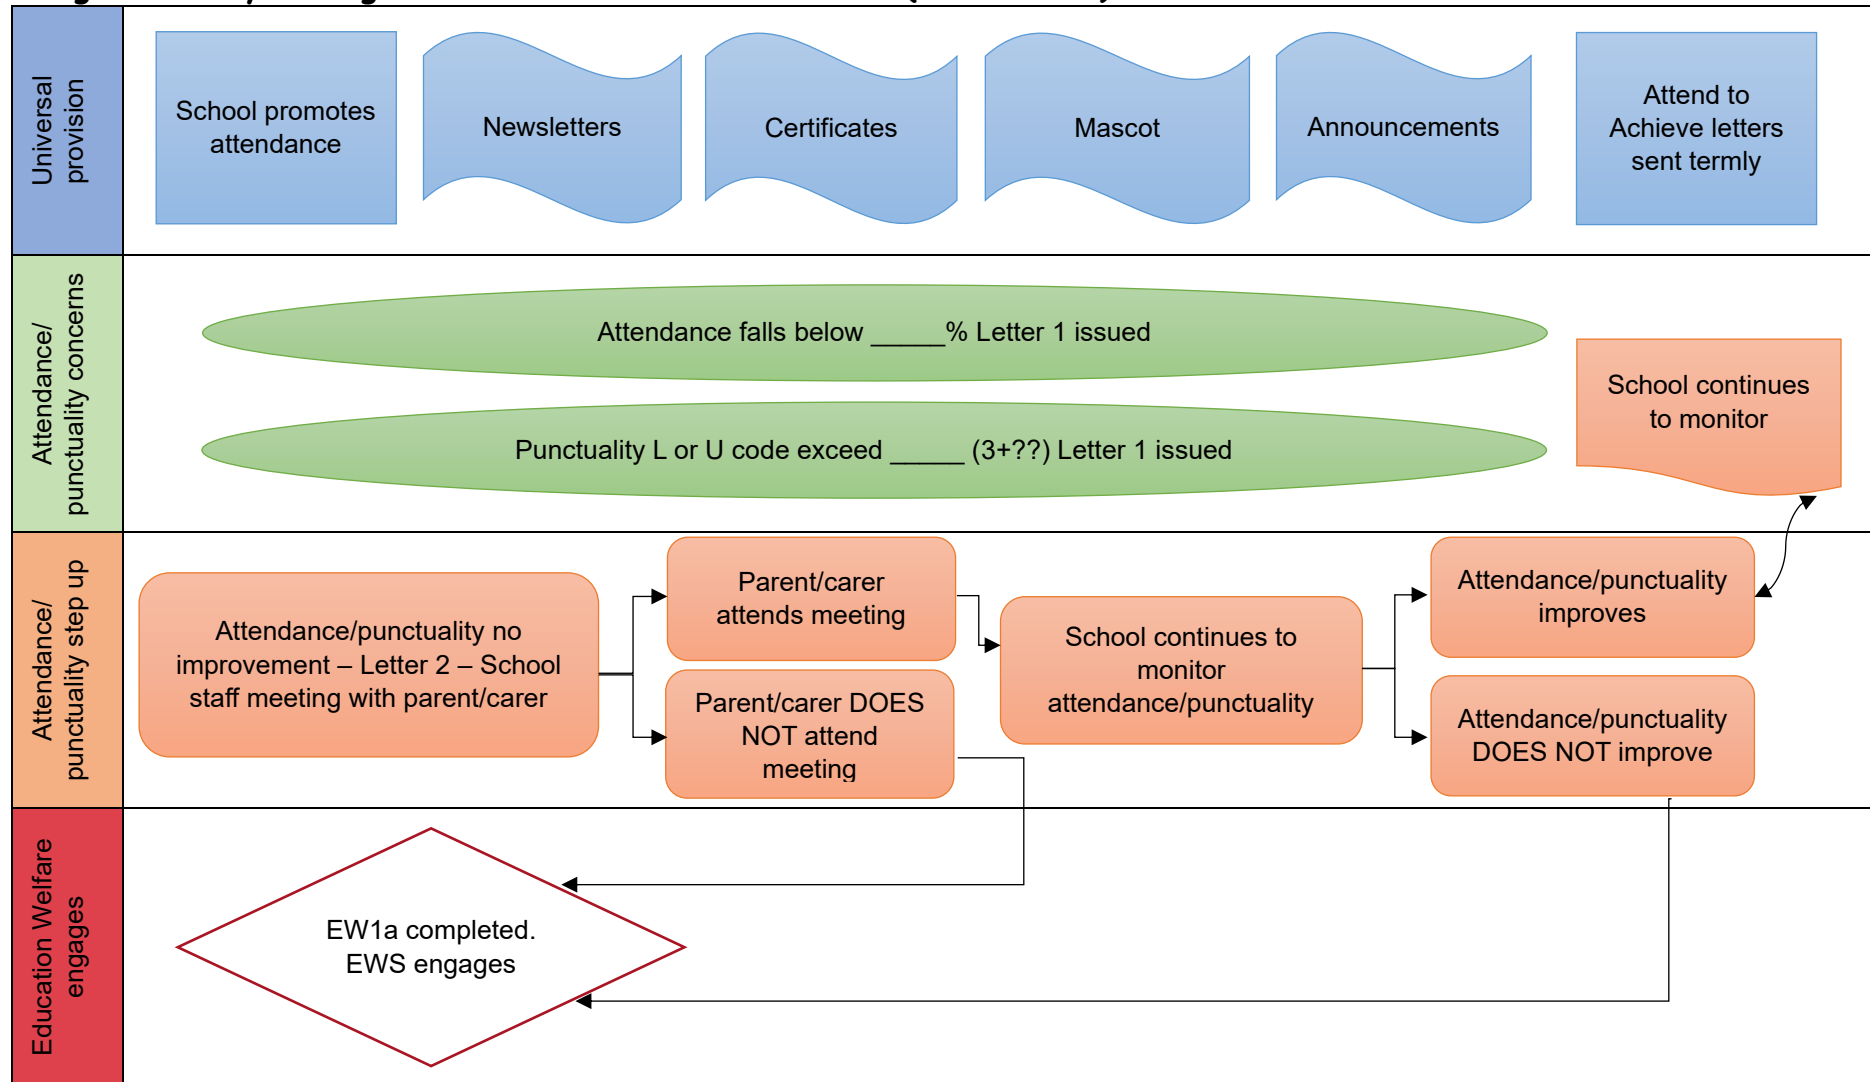 Universal
provision
School promotes
attendance
Newsletters
Certificates
Mascot
Announcements
Attend to
Achieve letters
sent termly
Attendance/
punctuality concerns
Attendance falls below _____% Letter 1 issued
Punctuality L or U code exceed _____ (3+??) Letter 1 issued
School continues
to monitor
Attendance/
punctuality step up
Attendance/punctuality no
improvement – Letter 2 – School
staff meeting with parent/carer
Parent/carer
attends meeting
Parent/carer DOES
NOT attend
meeting
School continues to
monitor
attendance/punctuality
Attendance/punctuality
improves
Attendance/punctuality
DOES NOT improve
Education Welfare
engages
EW1a completed.
EWS engages